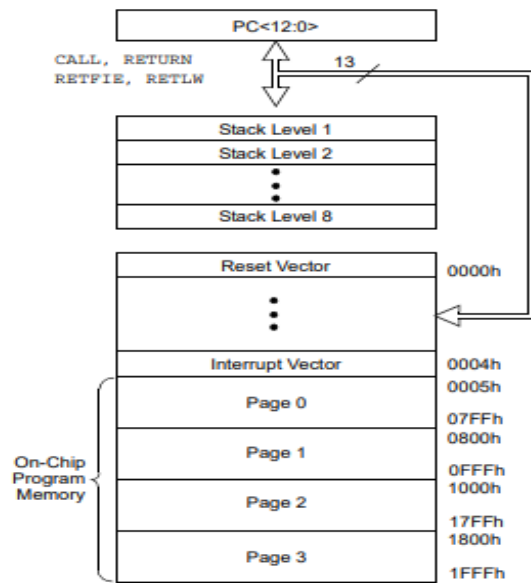 PC<12:0>
CALL, RETURN
RETFIE, RETLW
13
Stack Level 1
Stack Level 2
Stack Level 8
Reset Vector
0000h
Interrupt Vector
0004h
0005h
Page 0
07FFh
0800h
Page 1
0FFFh
On-Chip
Program
Memory
1000h
Page 2
17FFh
1800h
Page 3
1FFFh